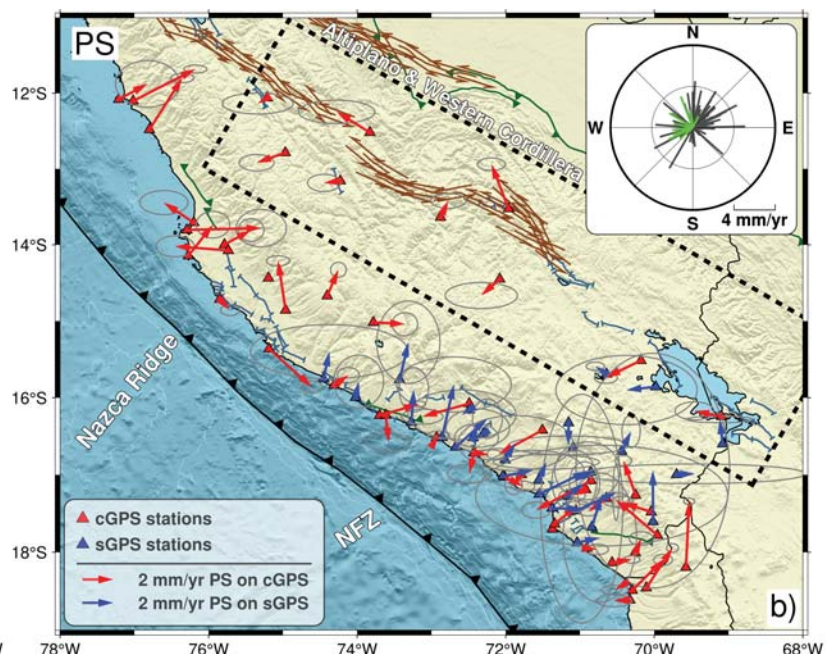 PS
Altiplano & Western Cordillera
N
W
E
S
4 mm/yr
12°S
14°S
16°S
18°S
Nazca Ridge
NFZ
cGPS stations
sGPS stations
2 mm/yr PS on cGPS
2 mm/yr PS on sGPS
b)
W
78°W
76°W
74°W
72°W
70°W
68°W